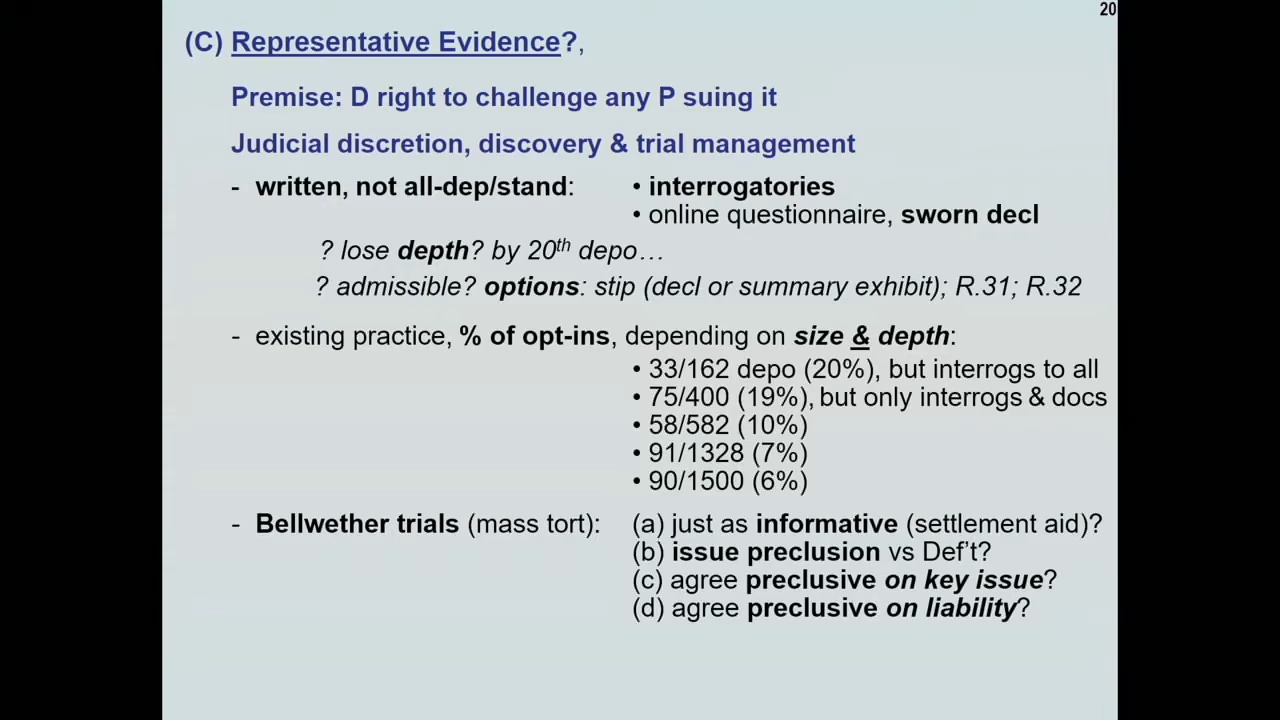 20
(C) Representative Evidence?,
Premise: D right to challenge any P suing it
Judicial discretion, discovery & trial management
- written, not all-dep/stand: • interrogatories
• online questionnaire, sworn decl
? lose depth? by 20th depo…
? admissible? options: stip (decl or summary exhibit); R.31; R.32
- existing practice, % of opt-ins, depending on size & depth:
• 33/162 depo (20%), but interrogs to all
• 75/400 (19%), but only interrogs & docs
• 58/582 (10%)
• 91/1328 (7%)
• 90/1500 (6%)
- Bellwether trials (mass tort): (a) just as informative (settlement aid)?
(b) issue preclusion vs Def't?
(c) agree preclusive on key issue?
(d) agree preclusive on liability?